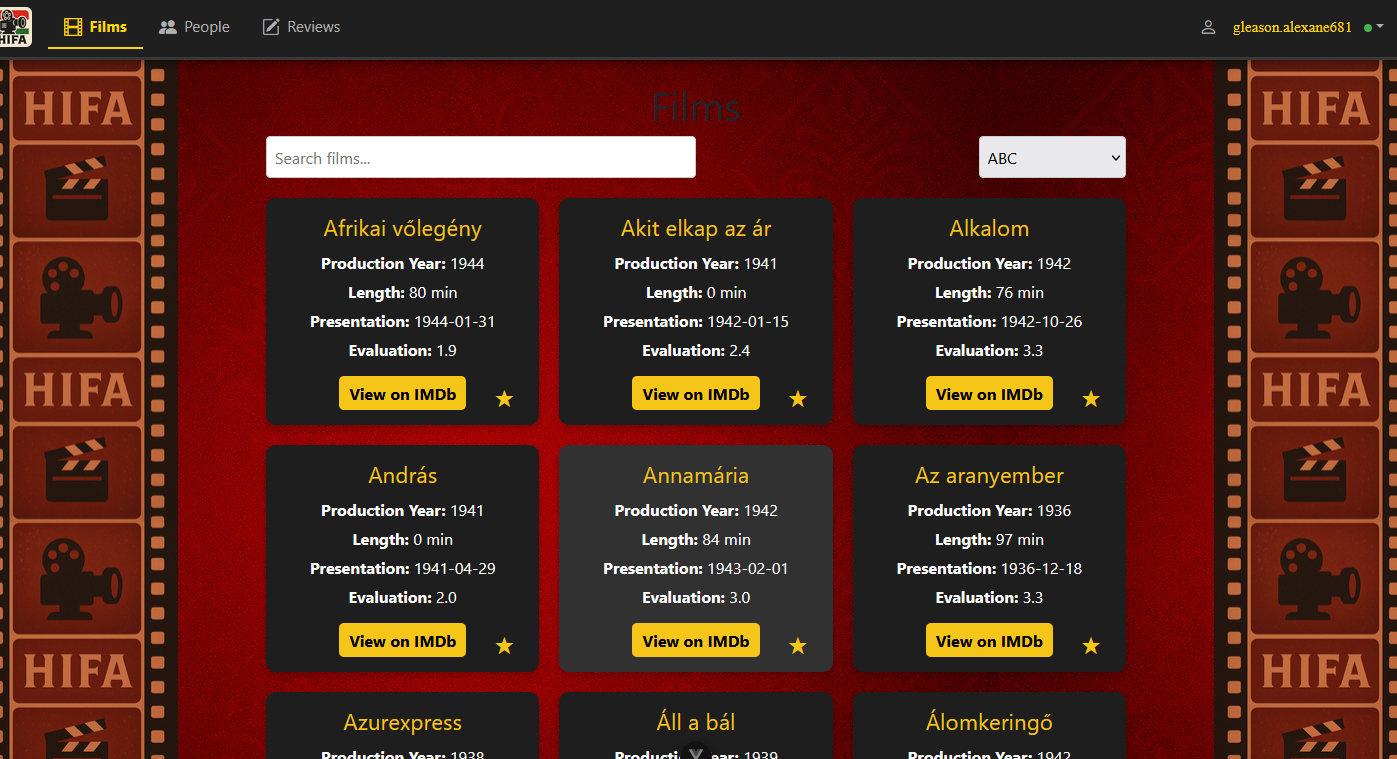 HIFA
Films
People
Reviews
gleason.alexane681
HIFA
HIFA
Films
Search films...
ABC
Afrikai vőlegény
Production Year: 1944
Length: 80 min
Presentation: 1944-01-31
Evaluation: 1.9
View on IMDb
Akit elkap az ár
Production Year: 1941
Length: 0 min
Presentation: 1942-01-15
Evaluation: 2.4
View on IMDb
Alkalom
Production Year: 1942
Length: 76 min
Presentation: 1942-10-26
Evaluation: 3.3
View on IMDb
HIFA
HIFA
András
Production Year: 1941
Length: 0 min
Presentation: 1941-04-29
Evaluation: 2.0
View on IMDb
Annamária
Production Year: 1942
Length: 84 min
Presentation: 1943-02-01
Evaluation: 3.0
View on IMDb
Az aranyember
Production Year: 1936
Length: 97 min
Presentation: 1936-12-18
Evaluation: 3.3
View on IMDb
HIFA
HIFA
Azurexpress
Production Year: 1938
Áll a bál
Producti ear: 1939
Álomkeringő
Production Year: 1942